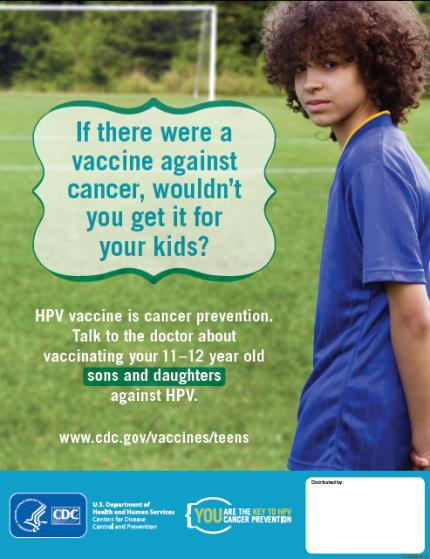 If there were a
vaccine against
cancer, wouldn't
you get it for
your kids?
HPV vaccine is cancer prevention.
Talk to the doctor about
vaccinating your 11–12 year old
sons and daughters
against HPV.
www.cdc.gov/vaccines/teens
CDC
U.S. Department of
Health and Human Services
Centers for Disease
Control and Prevention
YOU ARE THE KEY TO HPV
CANCER PREVENTION
Distributed by: